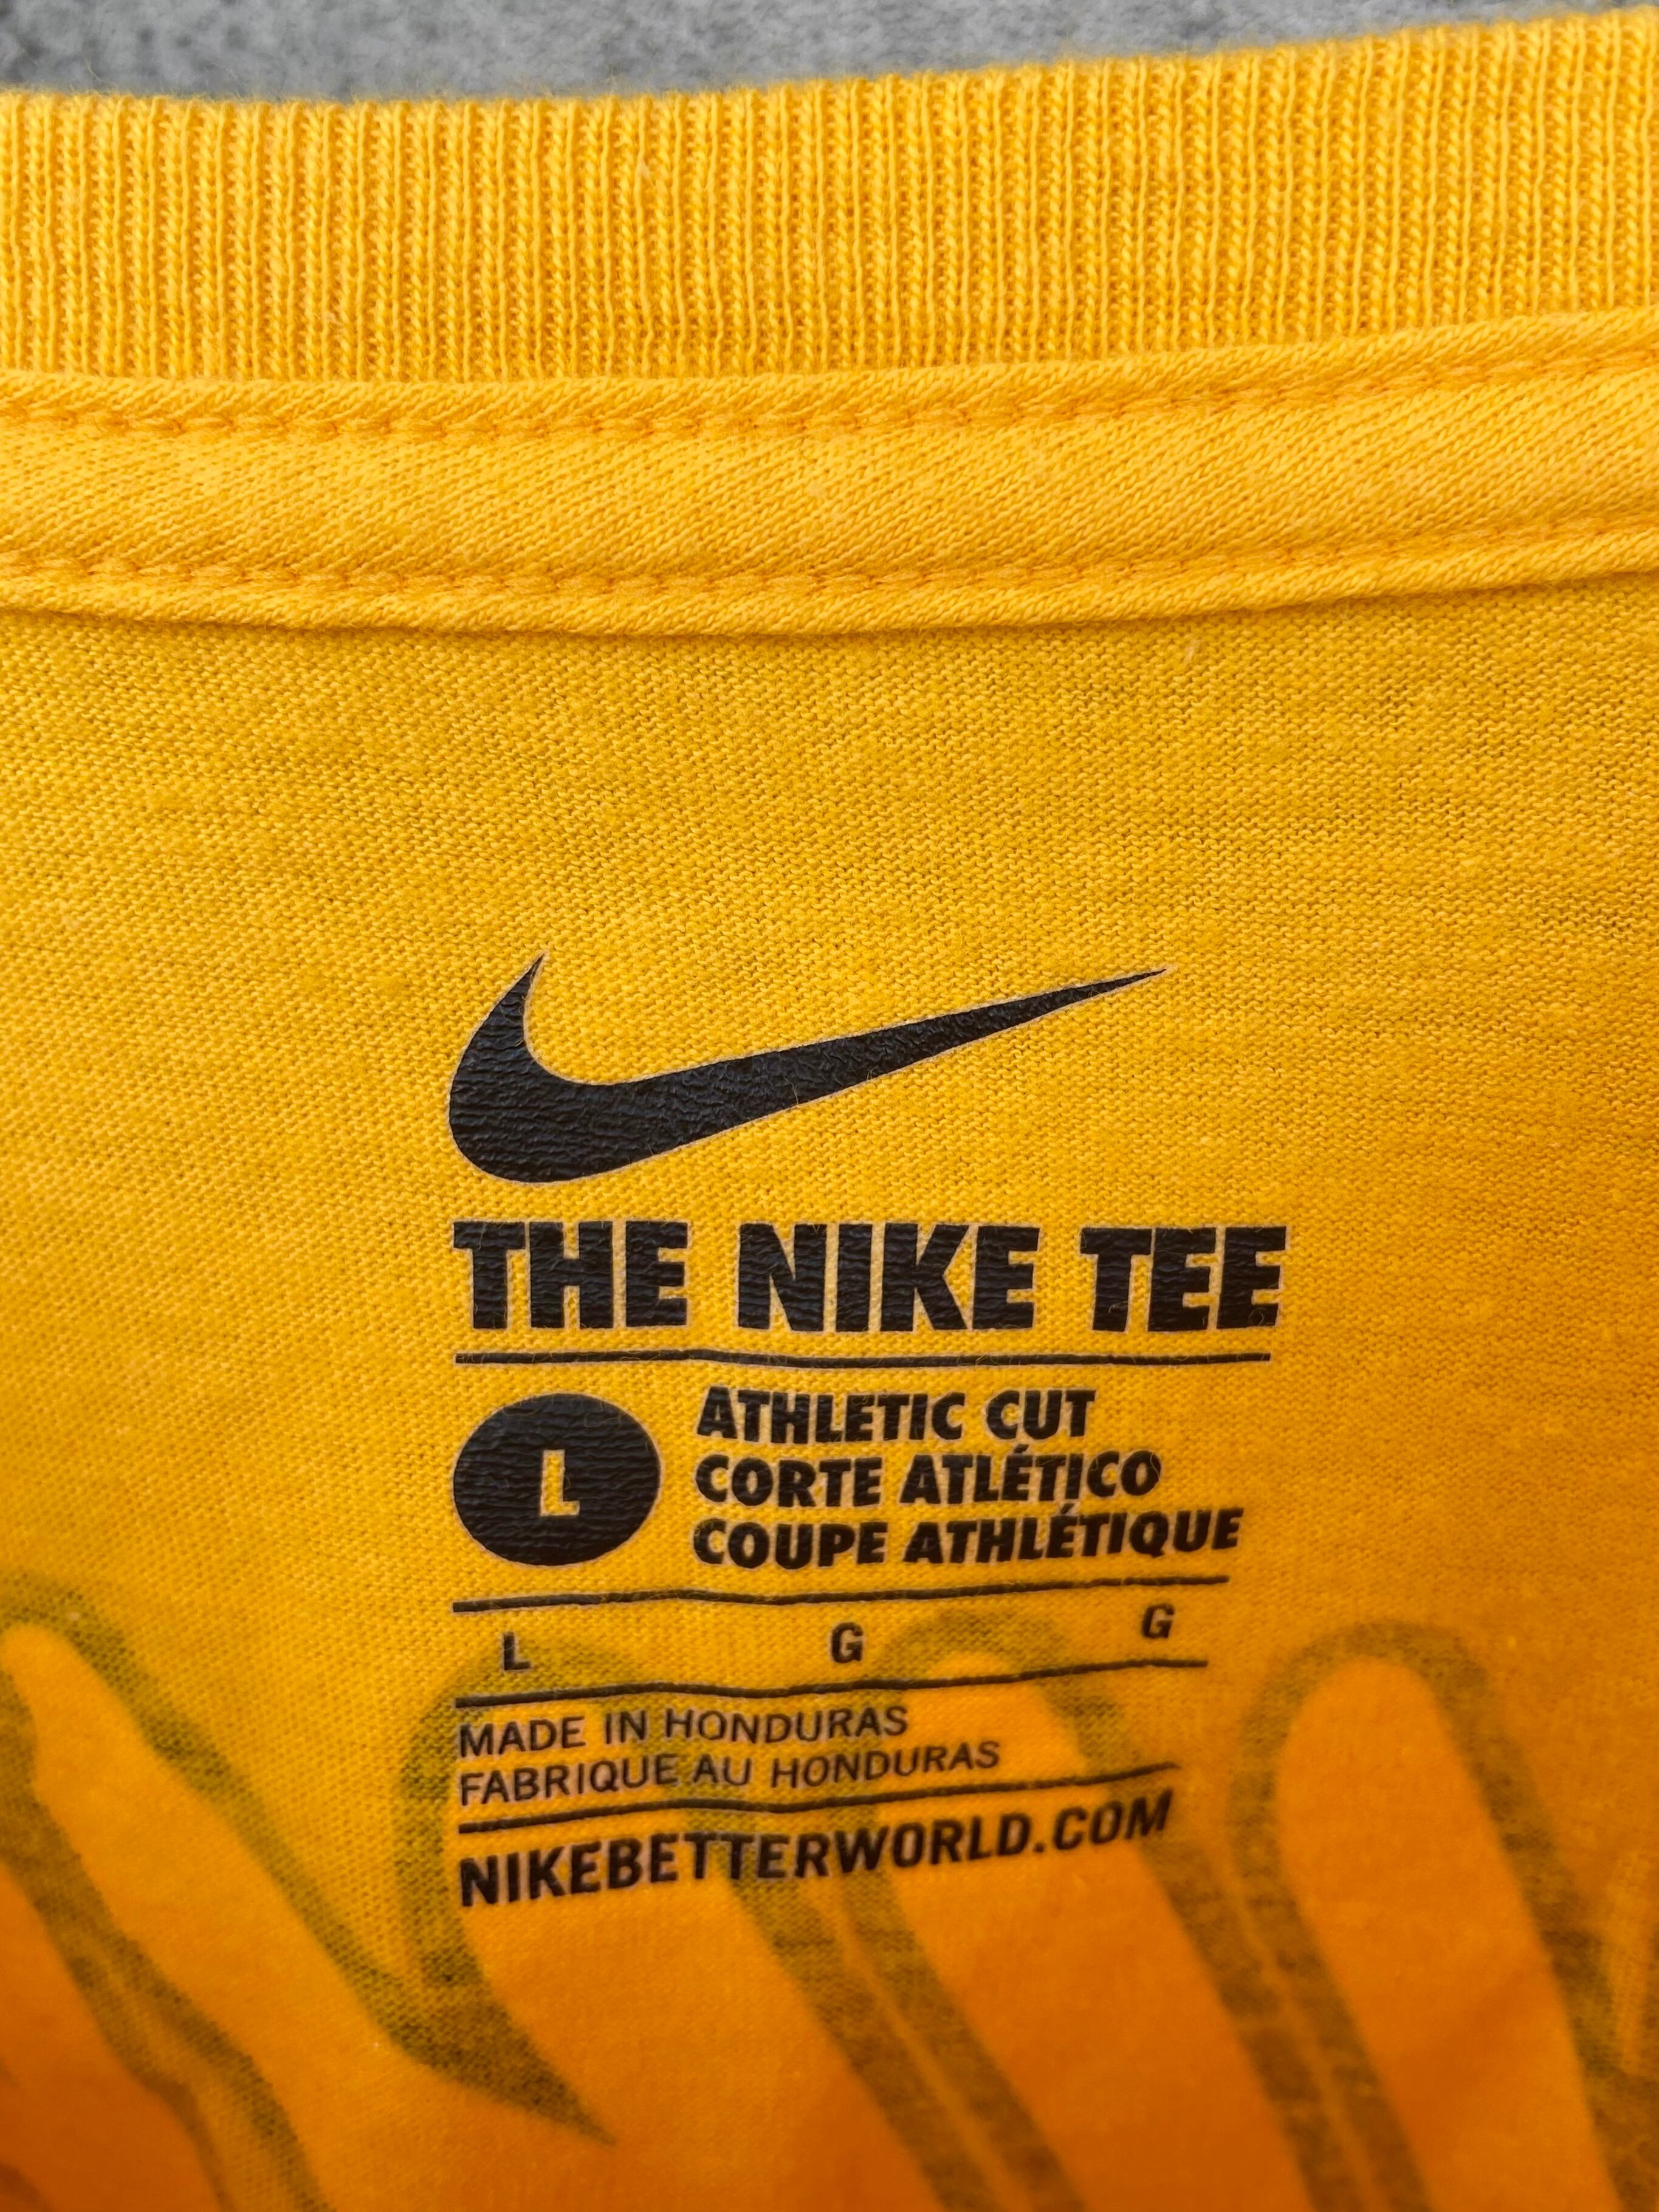 THE NIKE TEE
L
ATHLETIC CUT
CORTE ATLÉTICO
COUPE ATHLÉTIQUE
L G G
MADE IN HONDURAS
FABRIQUE AU HONDURAS
NIKEBETTERWORLD.COM